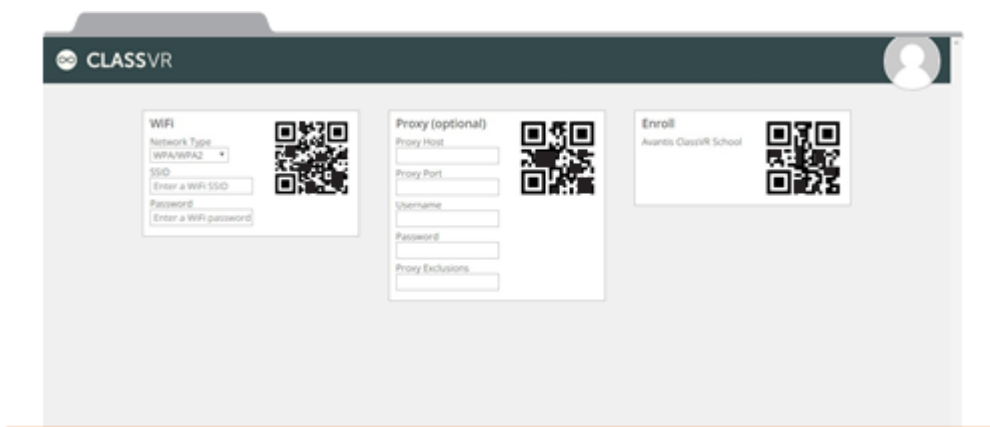 CLASSVR
WiFi
Network Type
WPA/WPA2
SSID
Enter a WiFi SSID
Password
Enter a WiFi password
Proxy (optional)
Proxy Host
Proxy Port
Username
Password
Proxy Exclusions
Enroll
Avantis ClassVR School